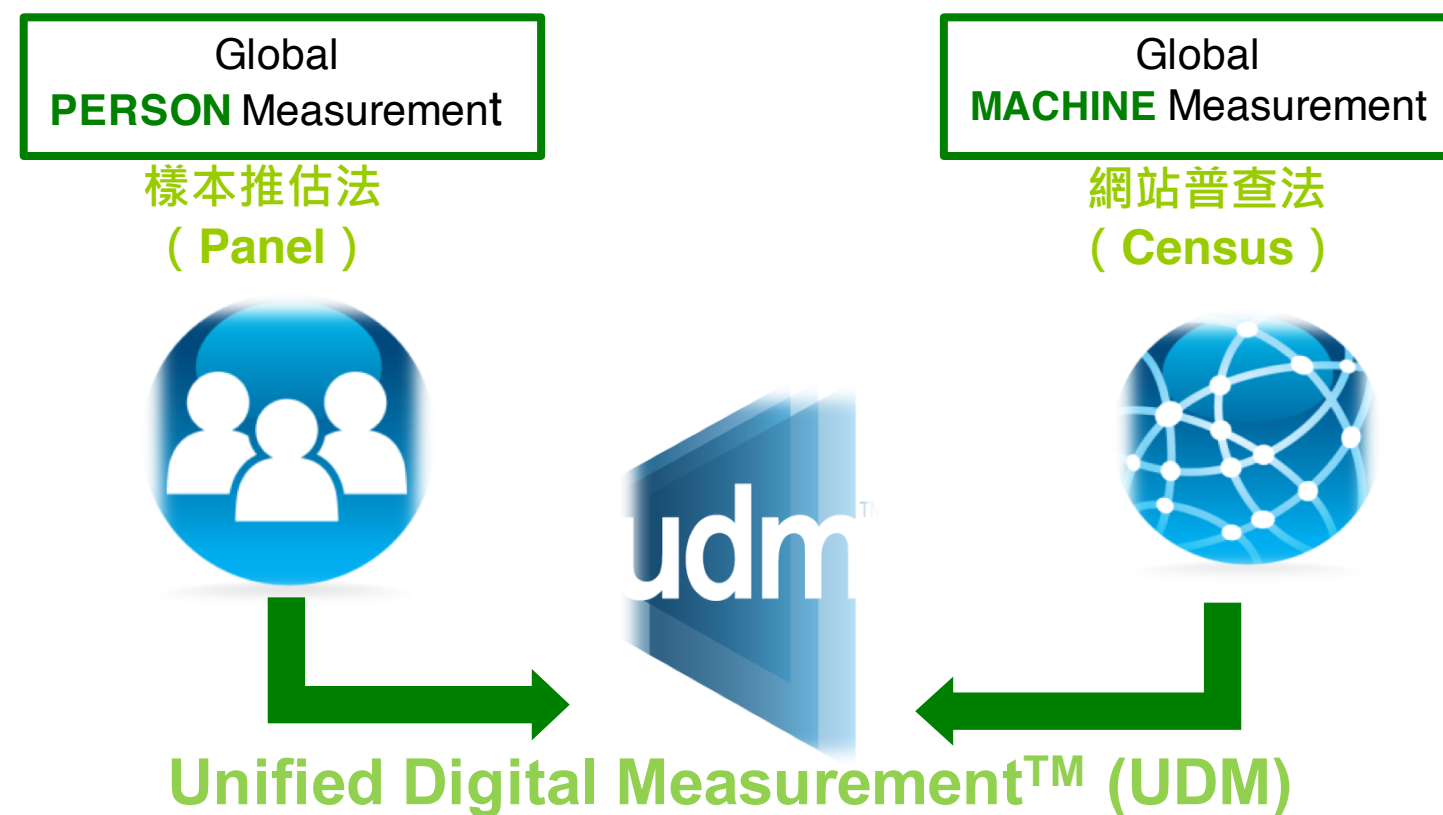 Global
PERSON Measurement
樣本推估法
（Panel）
Global
MACHINE Measurement
網站普查法
（Census）
udm™
Unified Digital Measurement™ (UDM)